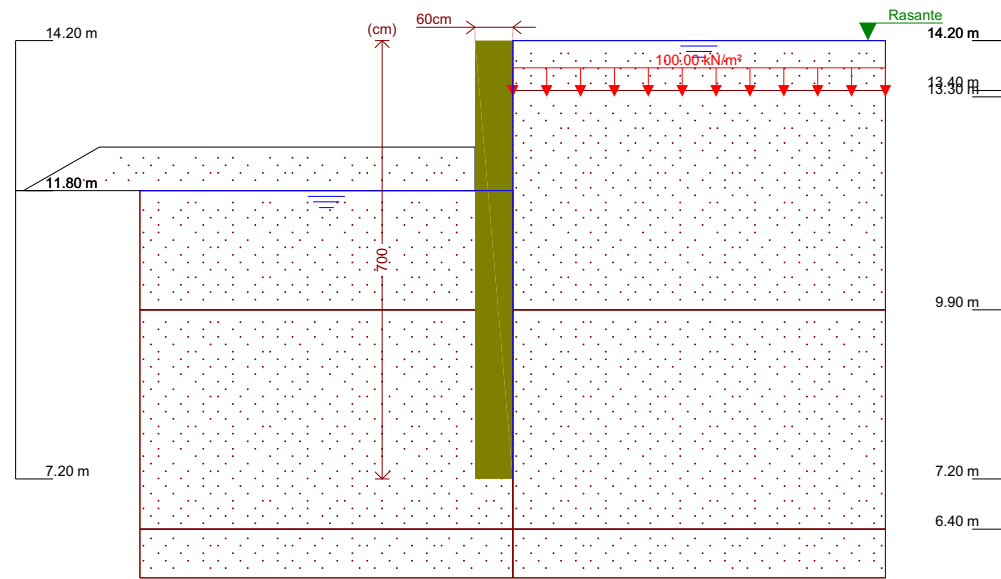 60cm
Rasante
14.20 m
(cm)
14.20 m
100.00 kN/m²
13.40 m
13.30 m
11.80 m
700
9.90 m
7.20 m
7.20 m
6.40 m